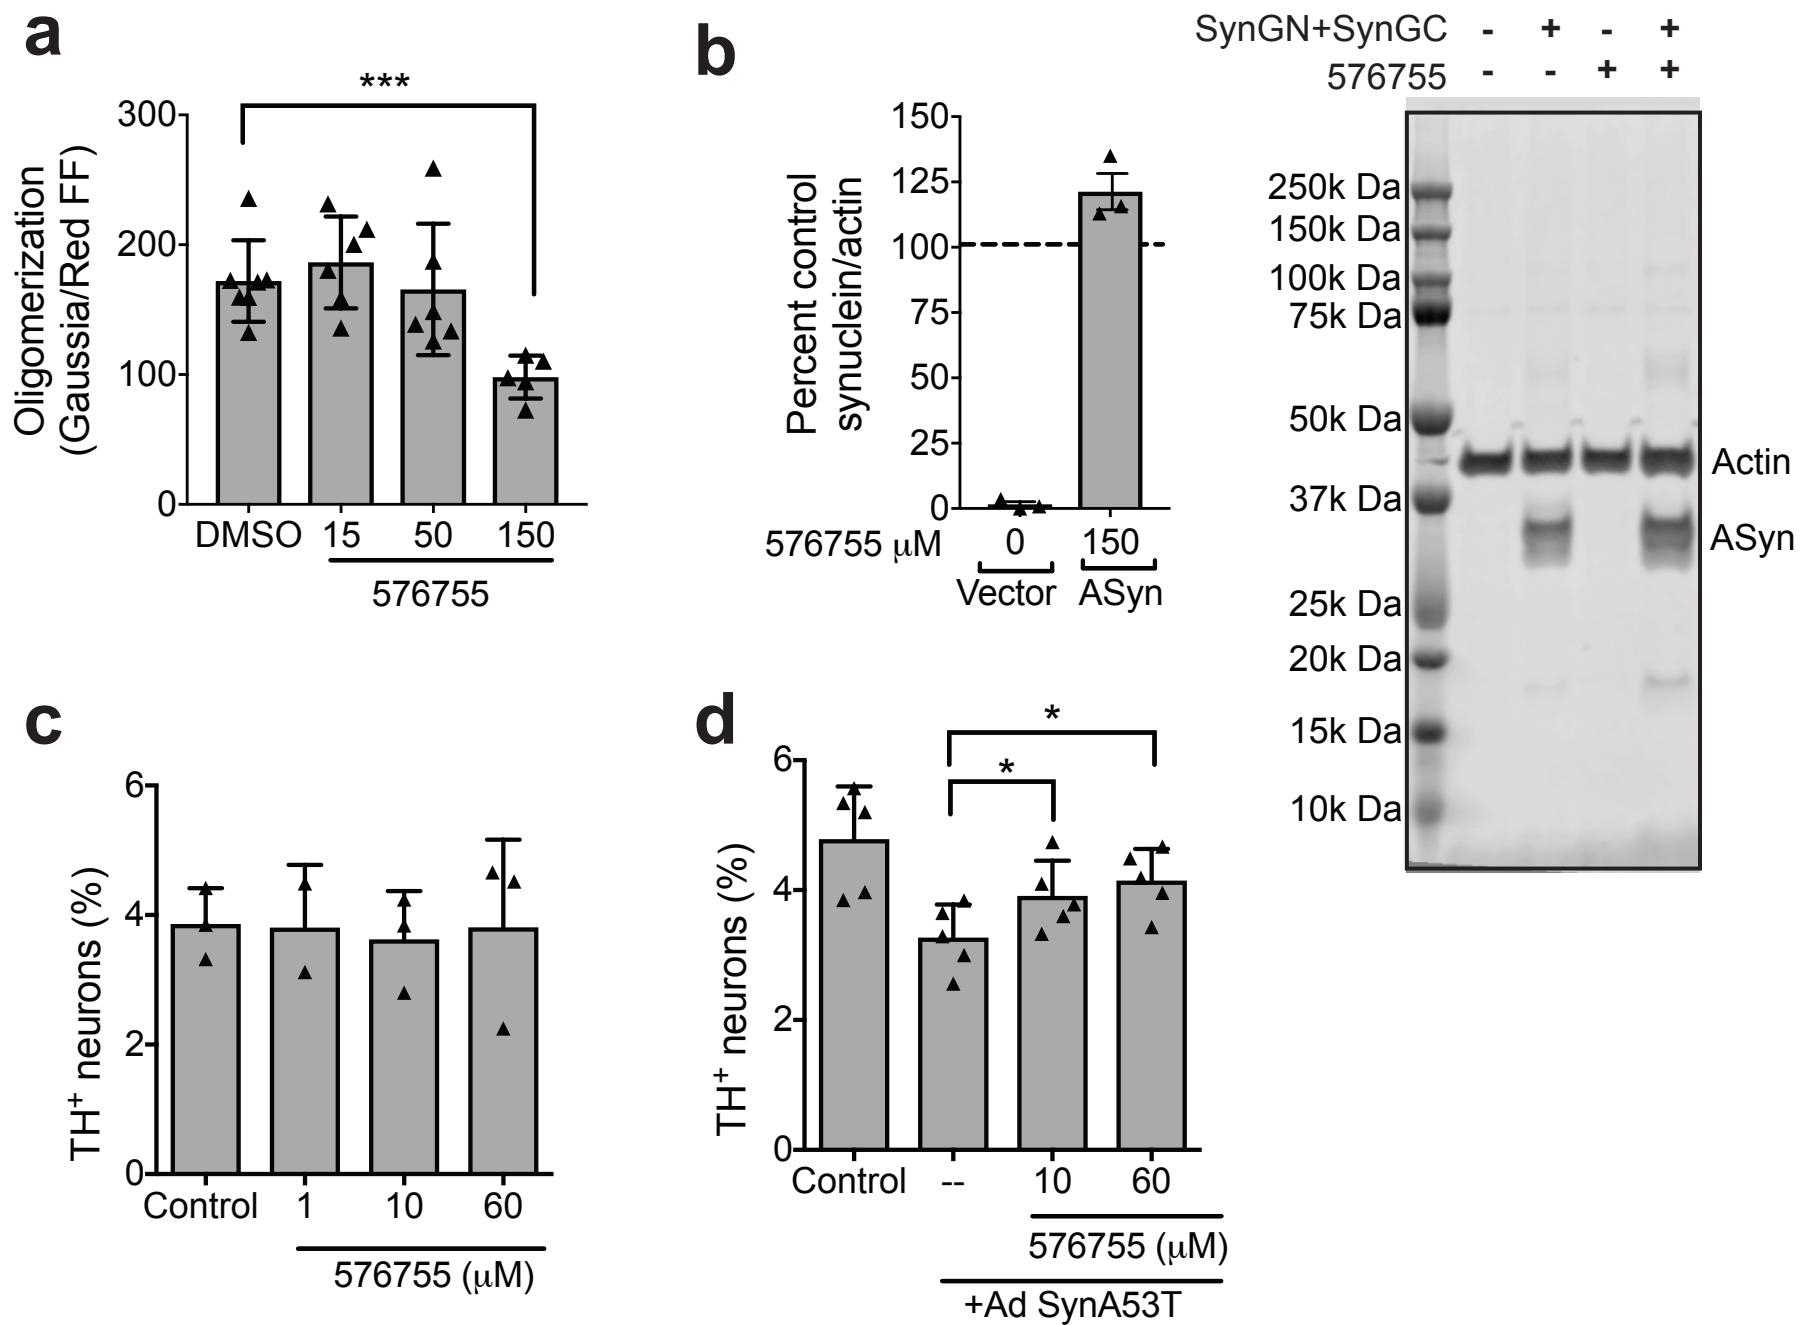 a
***
300
200
100
0
Oligomerization
(Gaussia/Red FF)
DMSO 15 50 150
576755
b
150
125
100
75
50
25
0
Percent control
synuclein/actin
576755 μM 0 150
Vector ASyn
SynGN+SynGC - + - +
576755 - - + +
250k Da
150k Da
100k Da
75k Da
50k Da
37k Da
25k Da
20k Da
15k Da
10k Da
Actin
ASyn
c
6
4
2
0
TH+ neurons (%)
Control 1 10 60
576755 (μM)
d
*
*
6
4
2
0
TH+ neurons (%)
Control -- 10 60
576755 (μM)
+Ad SynA53T